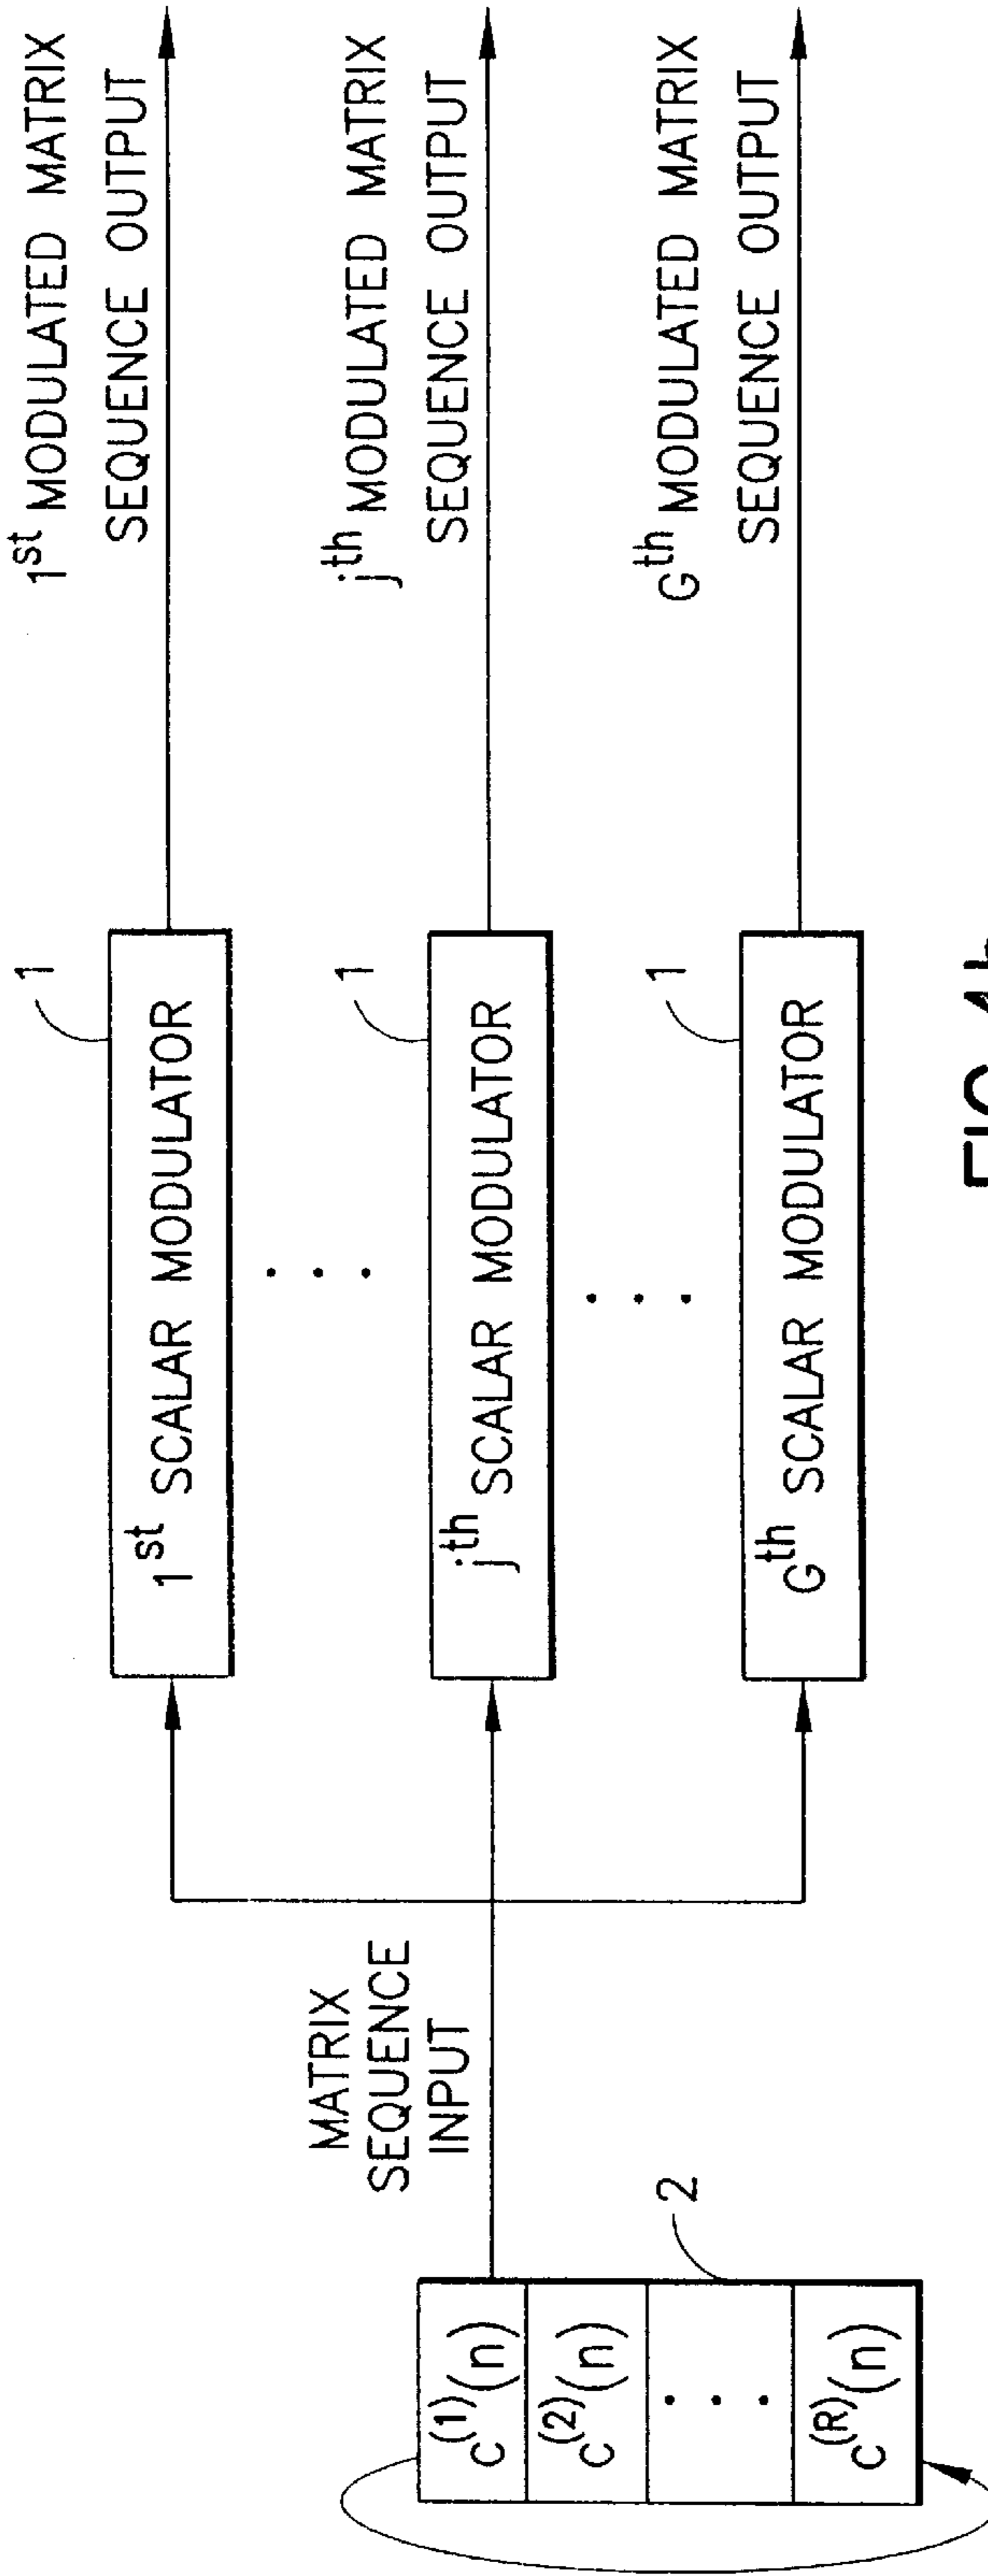 1st MODULATED MATRIX
SEQUENCE OUTPUT
1
1st SCALAR MODULATOR
. . .
MATRIX
SEQUENCE
INPUT
jth MODULATED MATRIX
SEQUENCE OUTPUT
1
jth SCALAR MODULATOR
. . .
c(1)(n)
c(2)(n)
. . .
c(R)(n)
2
Gth MODULATED MATRIX
SEQUENCE OUTPUT
1
Gth SCALAR MODULATOR
FIG.